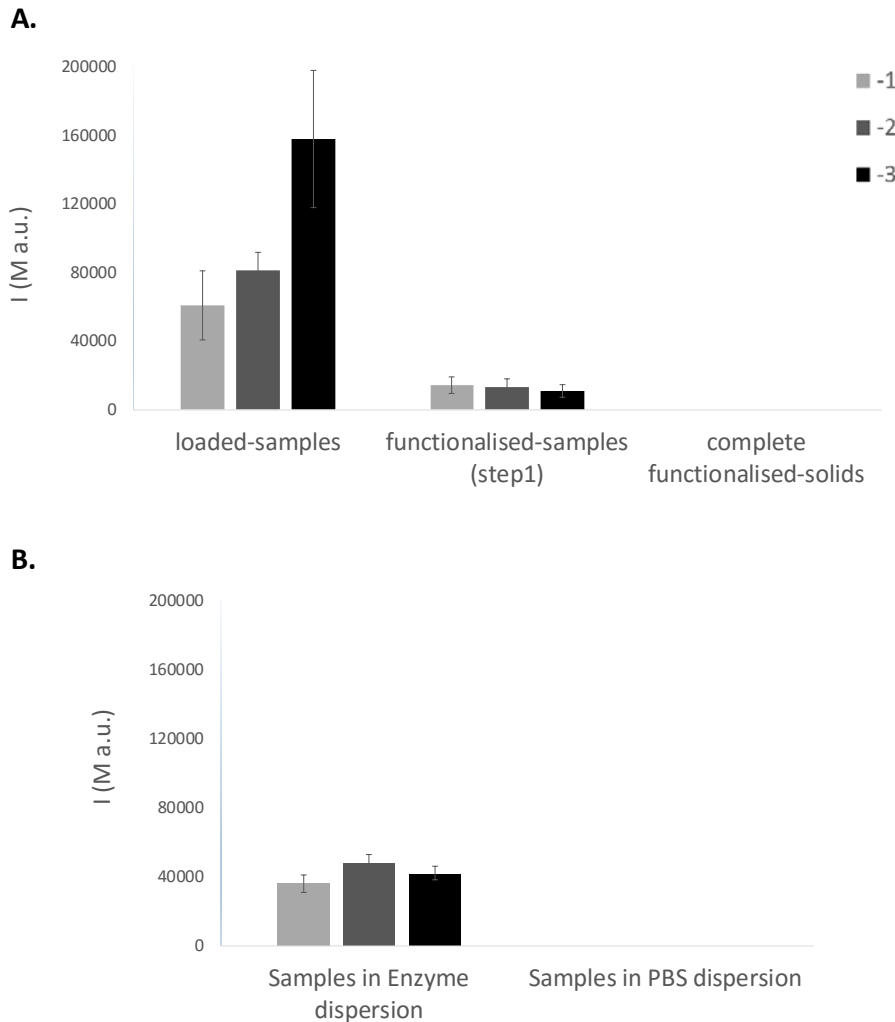 A.
I (M a.u.)
200000
160000
120000
80000
40000
0
-1
-2
-3
loaded-samples
functionalised-samples
(step1)
complete
functionalised-solids
B.
I (M a.u.)
200000
160000
120000
80000
40000
0
Samples in Enzyme
dispersion
Samples in PBS dispersion